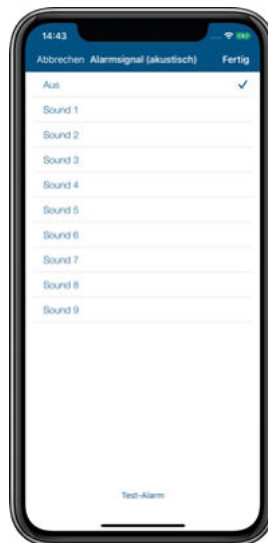 14:43
Abbrechen Alarmsignal (akustisch) Fertig
Aus
Sound 1
Sound 2
Sound 3
Sound 4
Sound 5
Sound 6
Sound 7
Sound 8
Sound 9
Test-Alarm